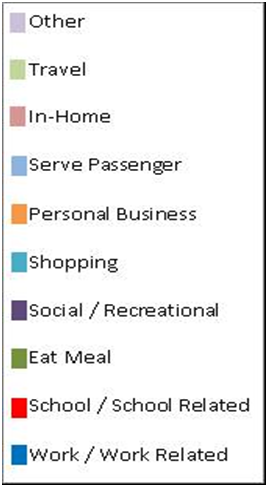 Other
Travel
In-Home
Serve Passenger
Personal Business
Shopping
Social / Recreational
Eat Meal
School / School Related
Work / Work Related